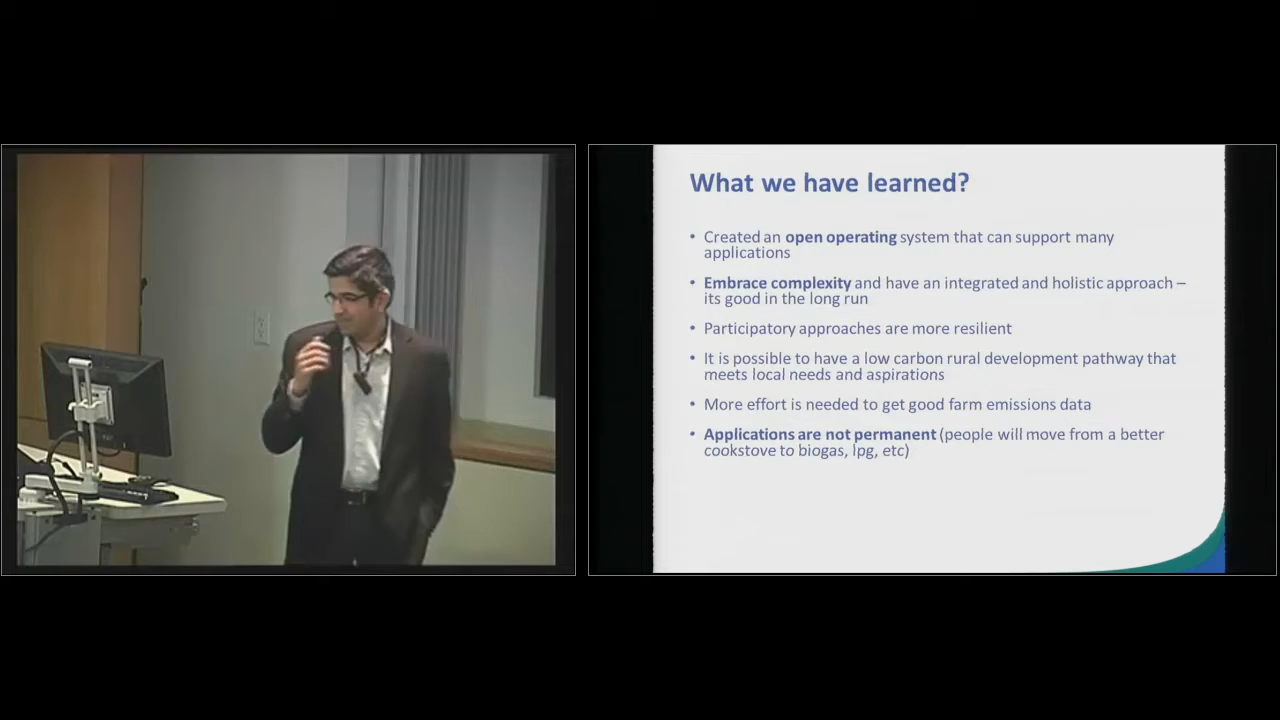 What we have learned?
• Created an open operating system that can support many
applications
• Embrace complexity and have an integrated and holistic approach –
its good in the long run
• Participatory approaches are more resilient
• It is possible to have a low carbon rural development pathway that
meets local needs and aspirations
• More effort is needed to get good farm emissions data
• Applications are not permanent (people will move from a better
cookstove to biogas, lpg, etc)